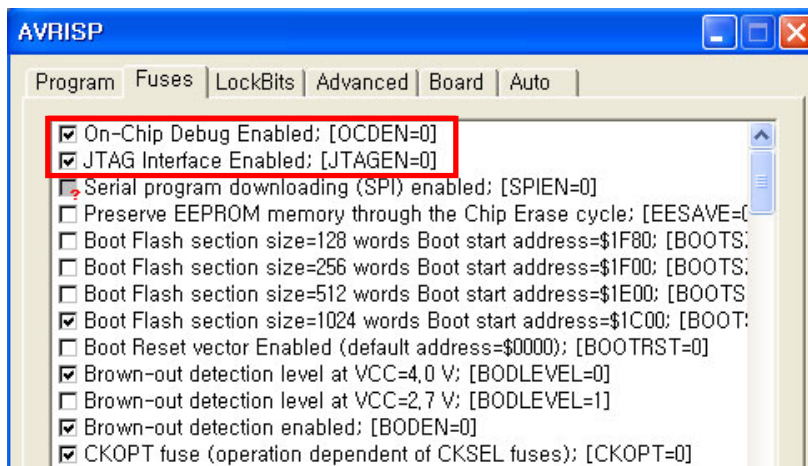 AVRISP
Program Fuses LockBits Advanced Board Auto
On-Chip Debug Enabled; [OCDEN=0]
JTAG Interface Enabled; [JTAGEN=0]
? Serial program downloading (SPI) enabled; [SPIEN=0]
Preserve EEPROM memory through the Chip Erase cycle; [EESAVE=0
Boot Flash section size=128 words Boot start address=$1F80; [BOOTS
Boot Flash section size=256 words Boot start address=$1F00; [BOOTS
Boot Flash section size=512 words Boot start address=$1E00; [BOOTS
Boot Flash section size=1024 words Boot start address=$1C00; [BOOT
Boot Reset vector Enabled (default address=$0000); [BOOTRST=0]
Brown-out detection level at VCC=4,0 V; [BODLEVEL=0]
Brown-out detection level at VCC=2,7 V; [BODLEVEL=1]
Brown-out detection enabled; [BODEN=0]
CKOPT fuse (operation dependent of CKSEL fuses); [CKOPT=0]